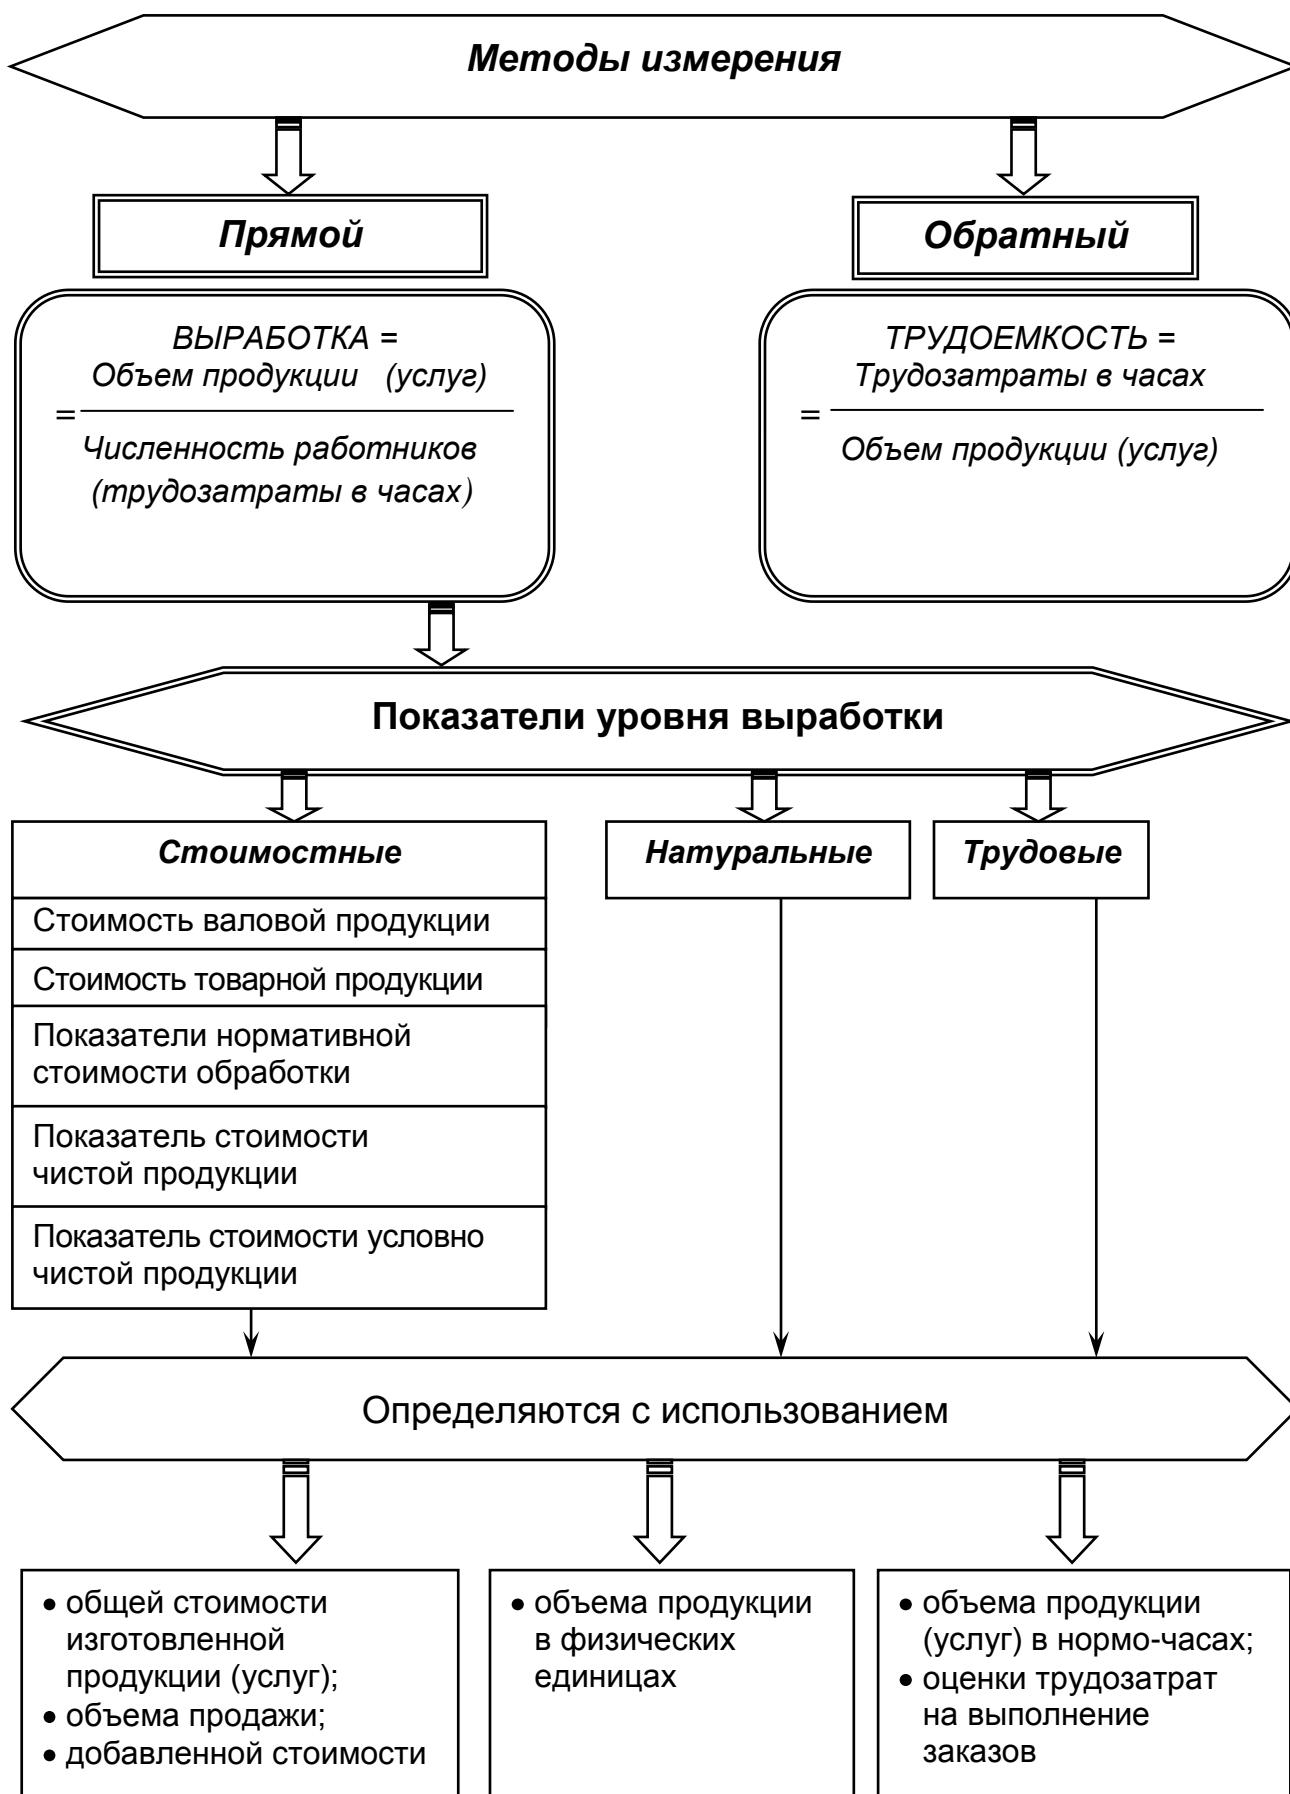 Методы измерения
Прямой
Обратный
ВЫРАБОТКА =
Объем продукции (услуг)
=
Численность работников
(трудозатраты в часах)
ТРУДОЕМКОСТЬ =
Трудозатраты в часах
=
Объем продукции (услуг)
Показатели уровня выработки
Стоимостные
Натуральные
Трудовые
Стоимость валовой продукции
Стоимость товарной продукции
Показатели нормативной
стоимости обработки
Показатель стоимости
чистой продукции
Показатель стоимости условно
чистой продукции
Определяются с использованием
• общей стоимости
изготовленной
продукции (услуг);
• объема продажи;
• добавленной стоимости
• объема продукции
в физических
единицах
• объема продукции
(услуг) в нормо-часах;
• оценки трудозатрат
на выполнение
заказов